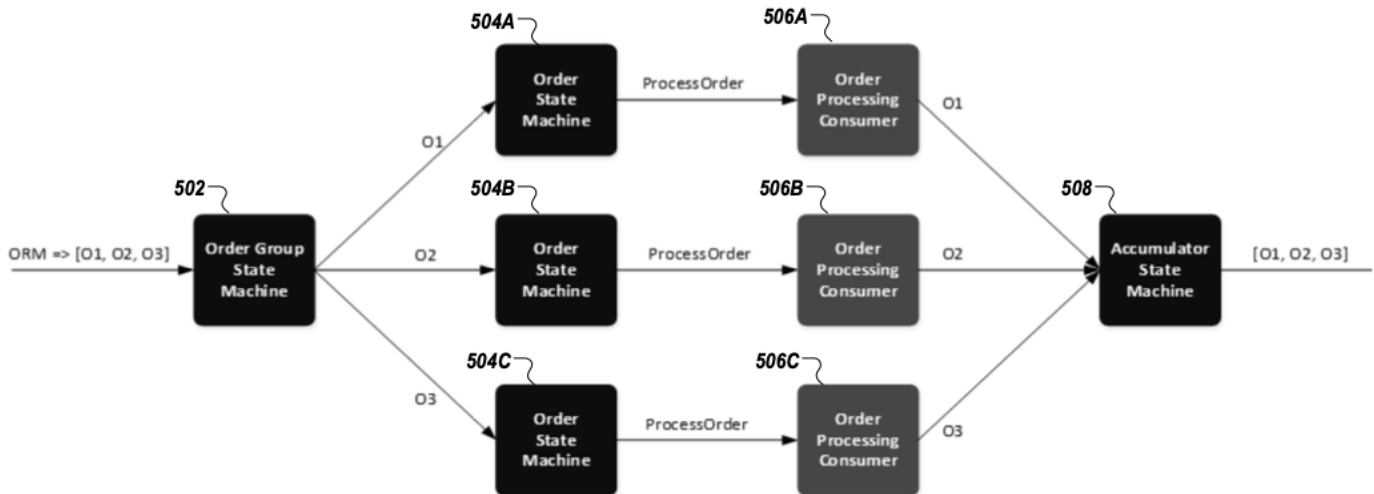 504A
506A
Order
State
Machine
ProcessOrder
Order
Processing
Consumer
O1
O1
502
504B
506B
508
ORM => [O1, O2, O3]
Order Group
State
Machine
O2
Order
State
Machine
ProcessOrder
Order
Processing
Consumer
O2
Accumulator
State
Machine
[O1, O2, O3]
504C
506C
O3
Order
State
Machine
ProcessOrder
Order
Processing
Consumer
O3